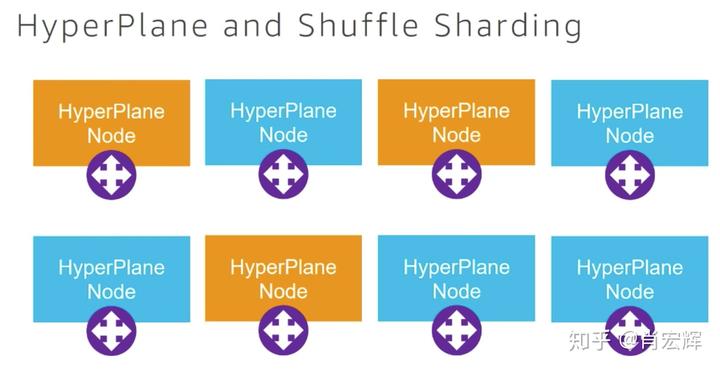 HyperPlane and Shuffle Sharding
HyperPlane
Node
HyperPlane
Node
HyperPlane
Node
HyperPlane
Node
HyperPlane
Node
HyperPlane
Node
HyperPlane
Node
HyperPlane
Node
知乎 @肖宏辉